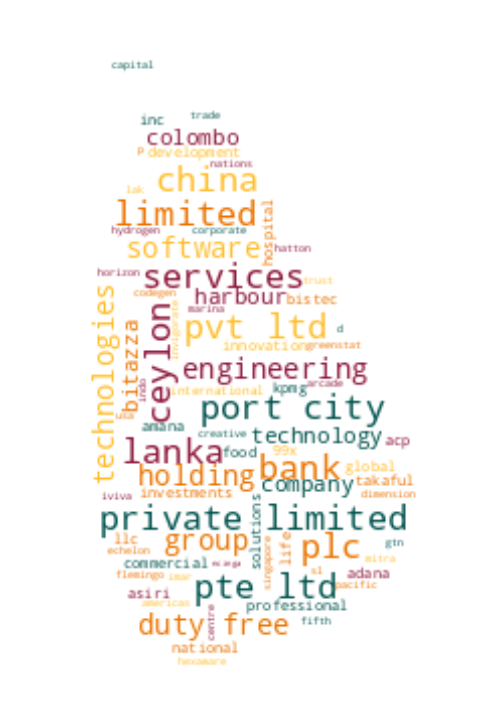 capital
inc
trade
colombo
p
development
nations
china
lak
limited
hospital
hydrogen
corporate
software
hatton
horizon
services
trust
codegen
harbour
bistec
marina
technologies
bitazza
ceylon
invigorate
pvt ltd
d
innovation
greenstat
engineering
indo
international
kpmg
arcade
port city
usa
amana
creative
technology
acp
lanka
food
99x
bank
global
holding
company
takaful
iviva
investments
dimension
solutions
private limited
llc
group
singapore
life
plc
gtn
echelon
commercial
mitra
flemingo
sl
adana
pte ltd
pacific
asiri
american
centre
professional
duty free
fifth
national
hexaware